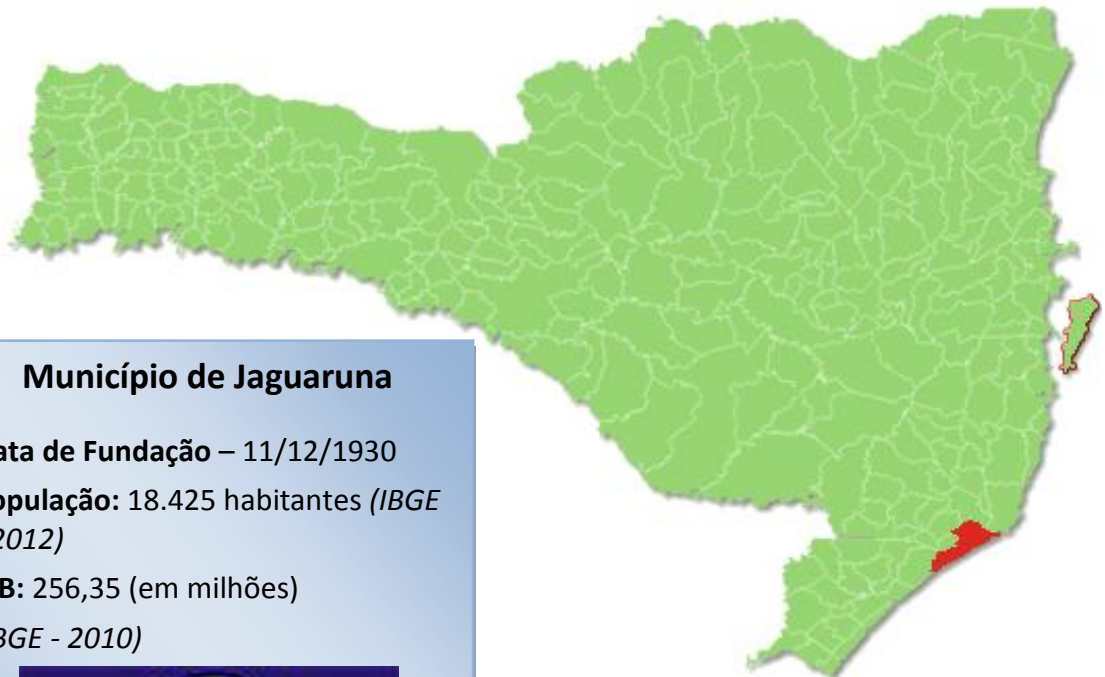 Município de Jaguaruna
ata de Fundação – 11/12/1930
opulação: 18.425 habitantes (IBGE
2012)
B: 256,35 (em milhões)
BGE - 2010)